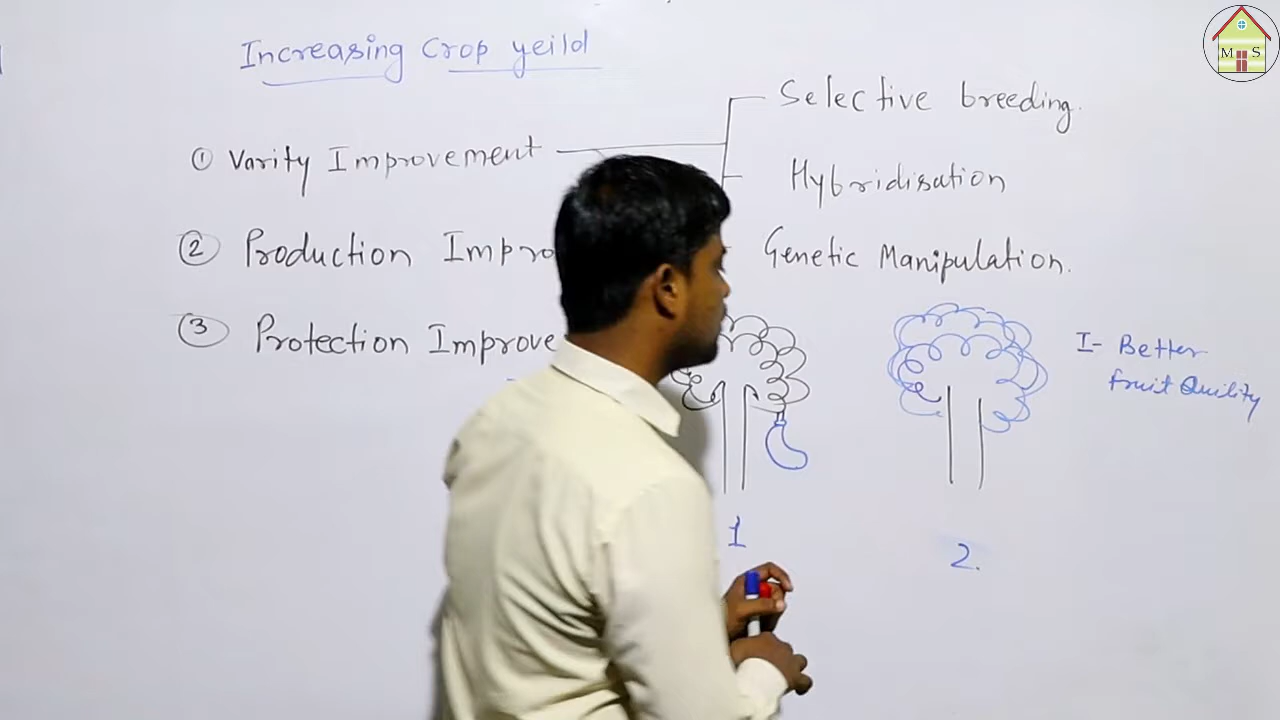 Increasing Crop yeild
① Varity Improvement
Selective breeding.
Hybridisation
Genetic Manipulation.
② Production Impro
③ Protection Improve
I- Better
fruit Quility
1
2.
M S